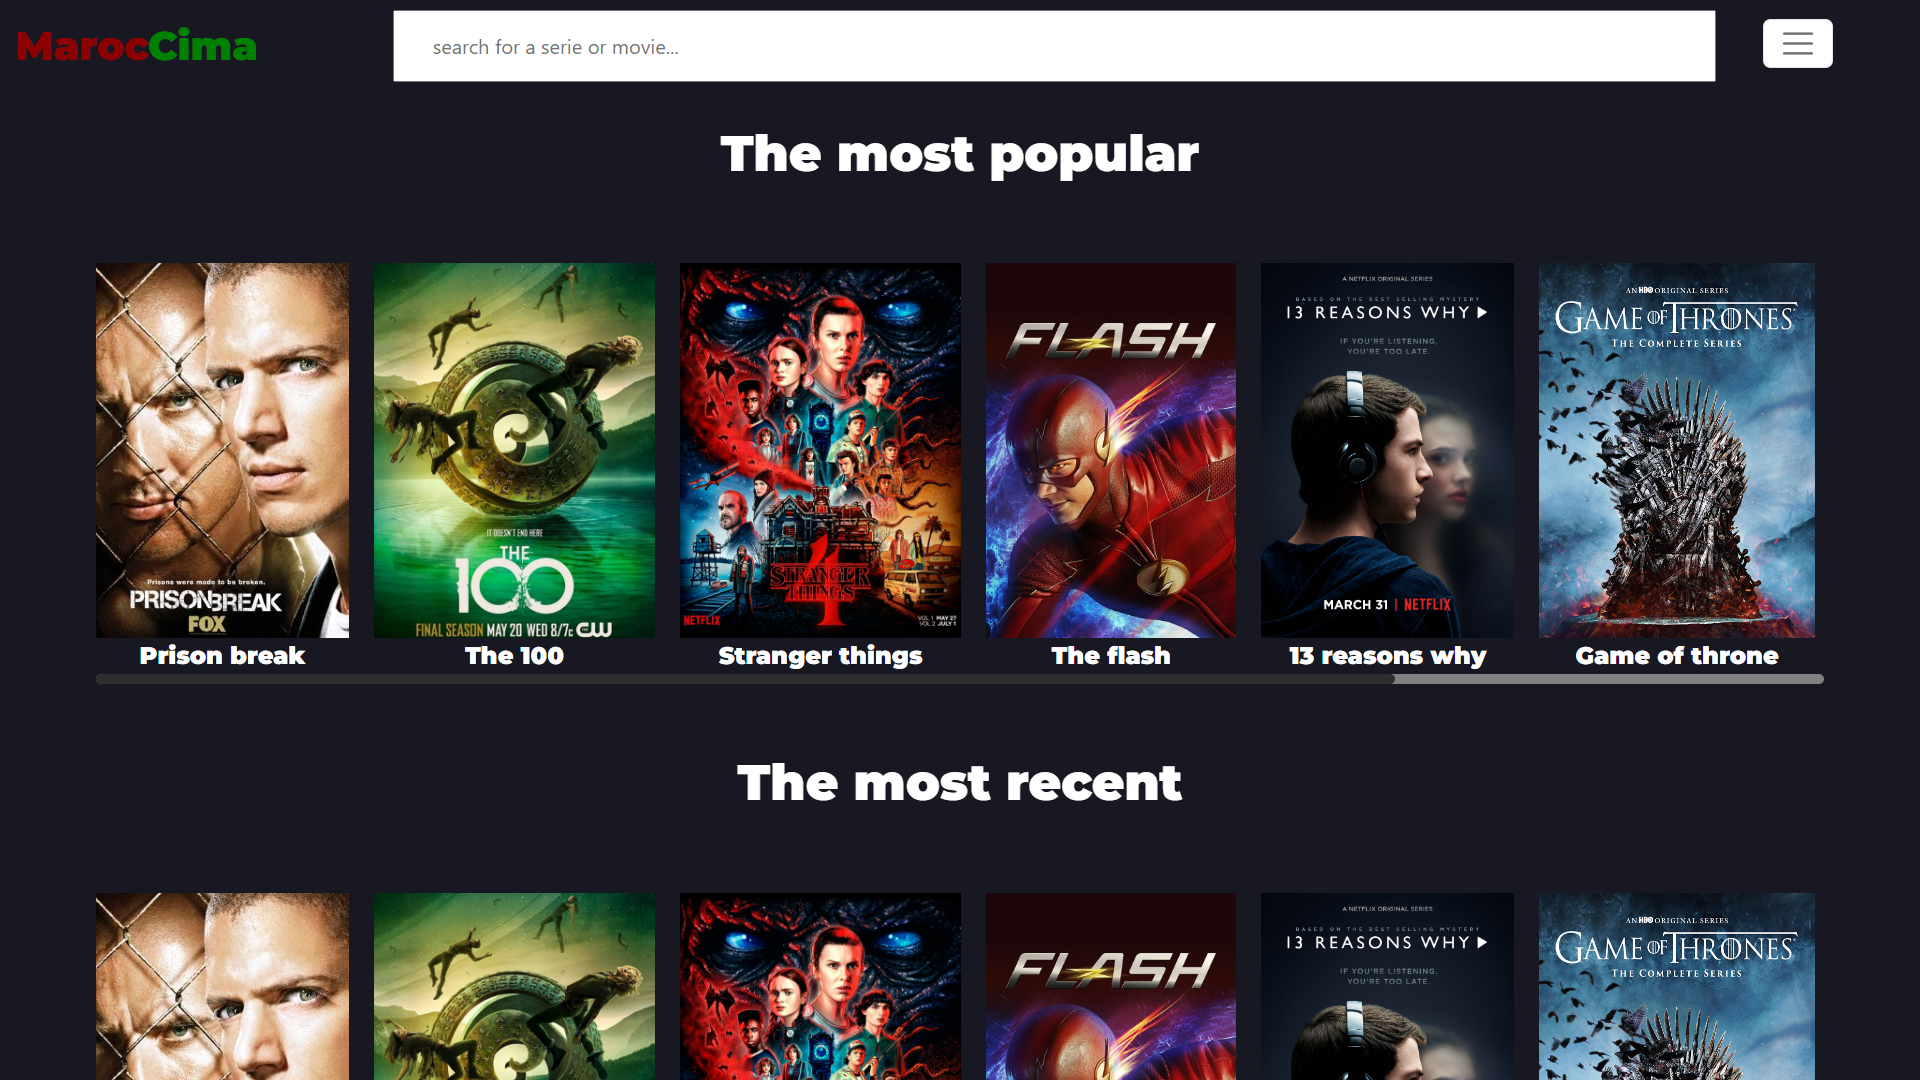 MarocCima
search for a serie or movie...
The most popular
Prisons were made to be broken.
PRISON BREAK
FOX
IT DOESN'T END HERE
THE
100
FINAL SEASON MAY 20 WED 8/7c CW
STRANGER
THINGS
4
NETFLIX
VOL 1 MAY 27
VOL 2 JULY 1
FLASH
A NETFLIX ORIGINAL SERIES
BASED ON THE BEST SELLING MYSTERY
13 REASONS WHY
IF YOU'RE LISTENING,
YOU'RE TOO LATE.
MARCH 31 | NETFLIX
AN HBO ORIGINAL SERIES
GAME OF THRONES
THE COMPLETE SERIES
Prison break
The 100
Stranger things
The flash
13 reasons why
Game of throne
The most recent
FLASH
A NETFLIX ORIGINAL SERIES
BASED ON THE BEST SELLING MYSTERY
13 REASONS WHY
IF YOU'RE LISTENING,
YOU'RE TOO LATE.
AN HBO ORIGINAL SERIES
GAME OF THRONES
THE COMPLETE SERIES